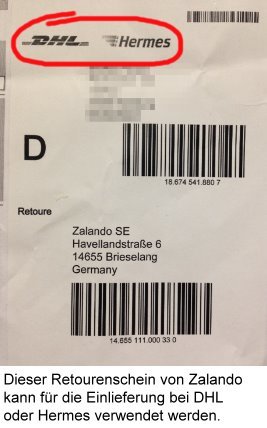 DHL Hermes
D
18.674 541.880 7
Retoure
Zalando SE
Havellandstraße 6
14655 Brieselang
Germany
14.655 111.000 33 0
Dieser Retourenschein von Zalando
kann für die Einlieferung bei DHL
oder Hermes verwendet werden.